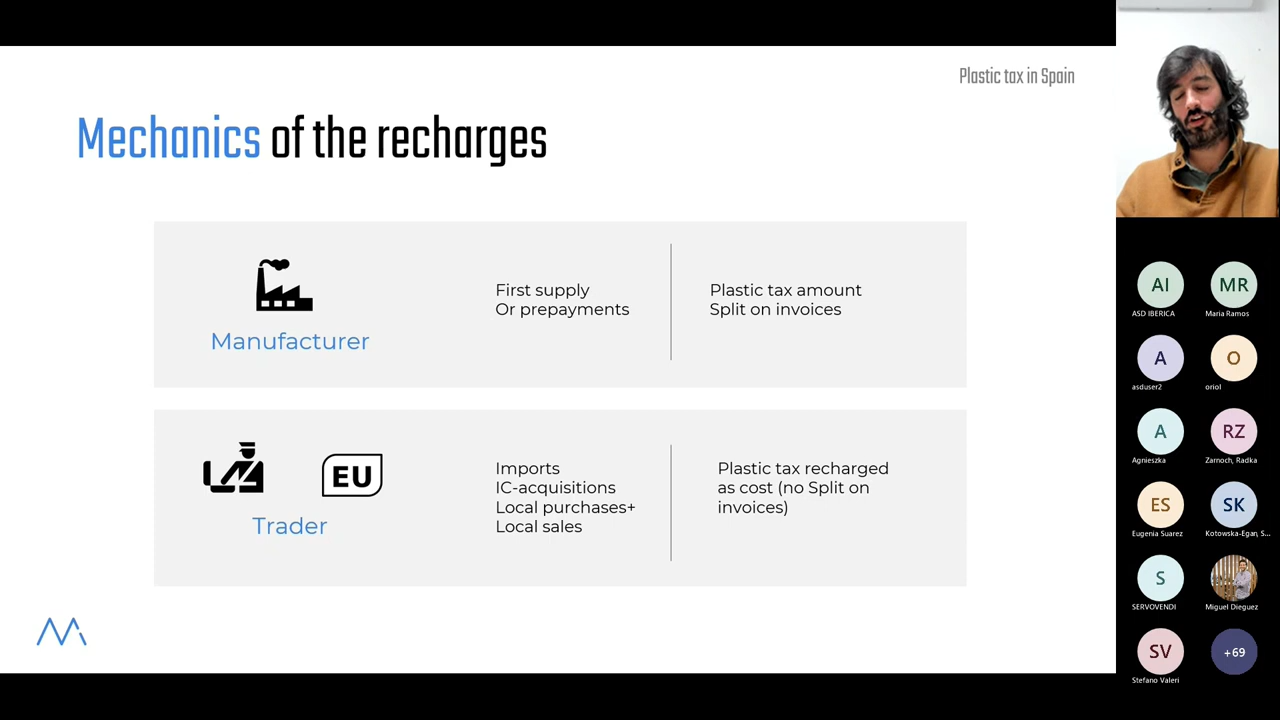 Plastic tax in Spain
Mechanics of the recharges
Manufacturer
First supply
Or prepayments
Plastic tax amount
Split on invoices
EU
Trader
Imports
IC-acquisitions
Local purchases+
Local sales
Plastic tax recharged
as cost (no Split on
invoices)
AI
ASD IBERICA
MR
Maria Ramos
A
asduser2
O
oriol
A
Agnieszka
RZ
Zarnoch, Radka
ES
Eugenia Suarez
SK
Kotowska-Egan, S...
S
SERVOVENDI
Miguel Dieguez
SV
Stefano Valeri
+69